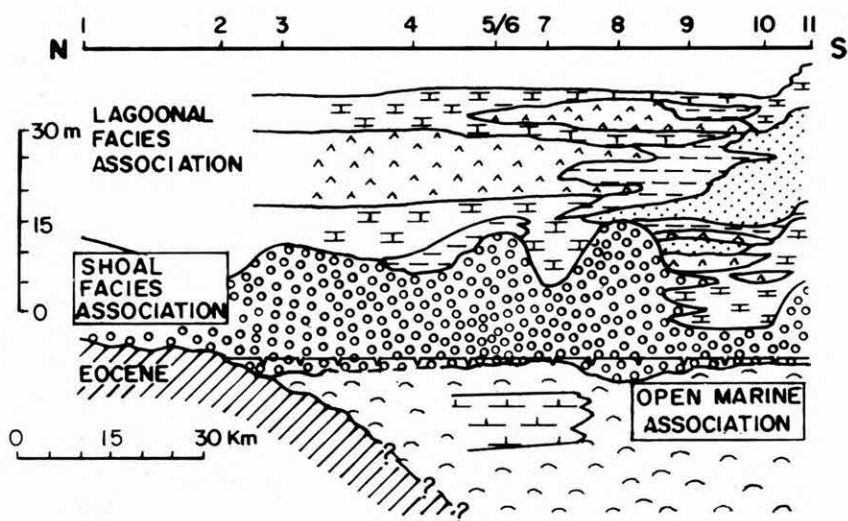 1 2 3 4 5/6 7 8 9 10 11
N S
LAGOONAL
FACIES
ASSOCIATION
30 m
15
0
SHOAL
FACIES
ASSOCIATION
EOCENE
OPEN MARINE
ASSOCIATION
0 15 30 Km
? ? ?